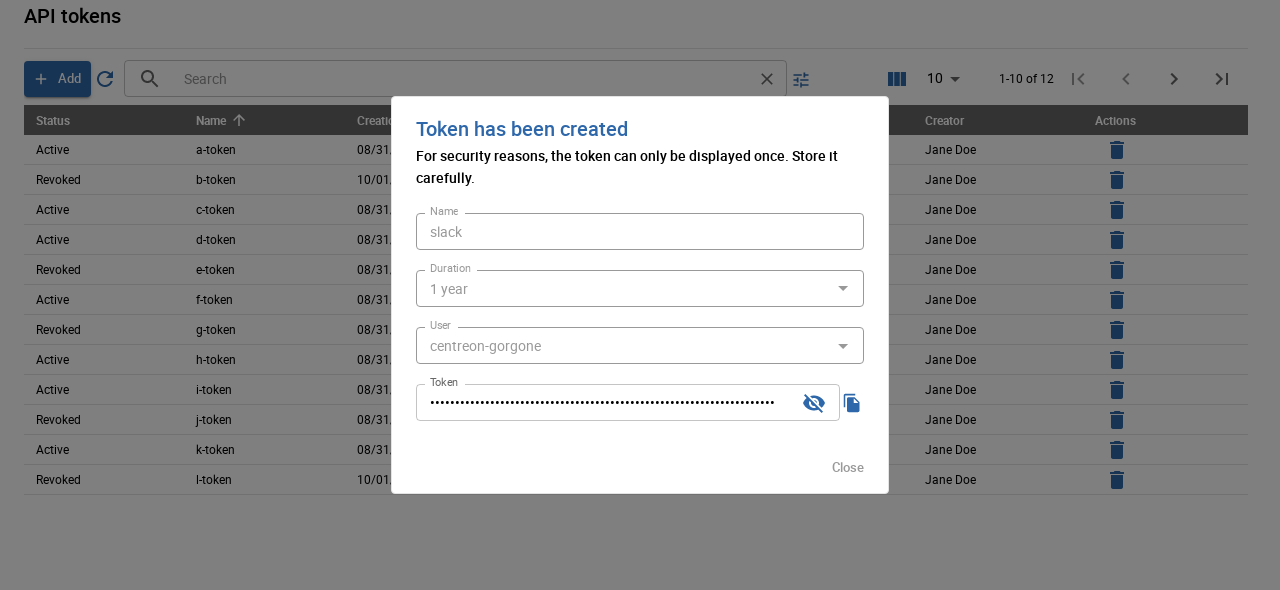 API tokens
Add
Search
10
1-10 of 12
Status Name Creator Actions
Active a-token 08/31 Jane Doe
Revoked b-token 10/01 Jane Doe
Active c-token 08/31 Jane Doe
Active d-token 08/31 Jane Doe
Revoked e-token 08/31 Jane Doe
Active f-token 08/31 Jane Doe
Revoked g-token 08/31 Jane Doe
Active h-token 08/31 Jane Doe
Active i-token 08/31 Jane Doe
Revoked j-token 08/31 Jane Doe
Active k-token 08/31 Jane Doe
Revoked l-token 10/01 Jane Doe
Token has been created
For security reasons, the token can only be displayed once. Store it
carefully.
Name
slack
Duration
1 year
User
centreon-gorgone
Token
••••••••••••••••••••••••••••••••••••••••••••••••••••••••••••••••
Close